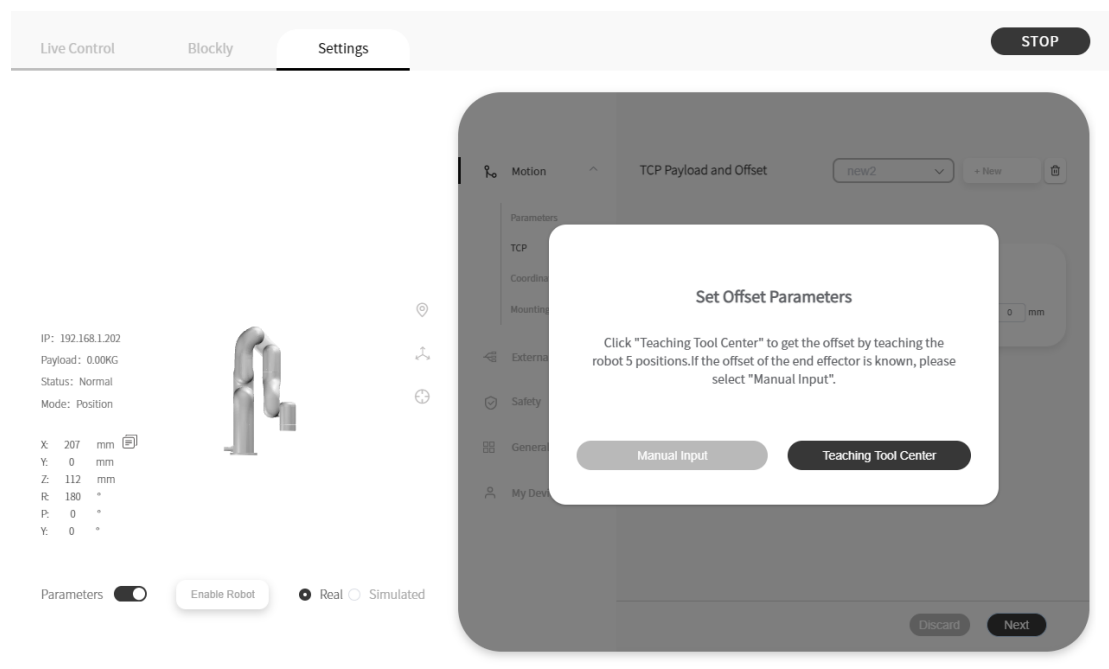 Live Control
Blockly
Settings
STOP
Motion
TCP Payload and Offset
new2
+ New
Parameters
TCP
Coordina
Mounting
0 mm
Externa
Safety
General
My Devi
Set Offset Parameters
Click "Teaching Tool Center" to get the offset by teaching the
robot 5 positions.If the offset of the end effector is known, please
select "Manual Input".
Manual Input
Teaching Tool Center
IP: 192.168.1.202
Payload: 0.00KG
Status: Normal
Mode: Position
X: 207 mm
Y: 0 mm
Z: 112 mm
R: 180 °
P: 0 °
Y: 0 °
Parameters
Enable Robot
Real
Simulated
Discard
Next